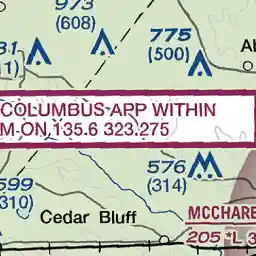 973
(608)
775
(500)
COLUMBUS APP WITHIN
M ON 135.6 323.275
576
(314)
599
310)
Cedar Bluff
MCCHARE
205 *L 3